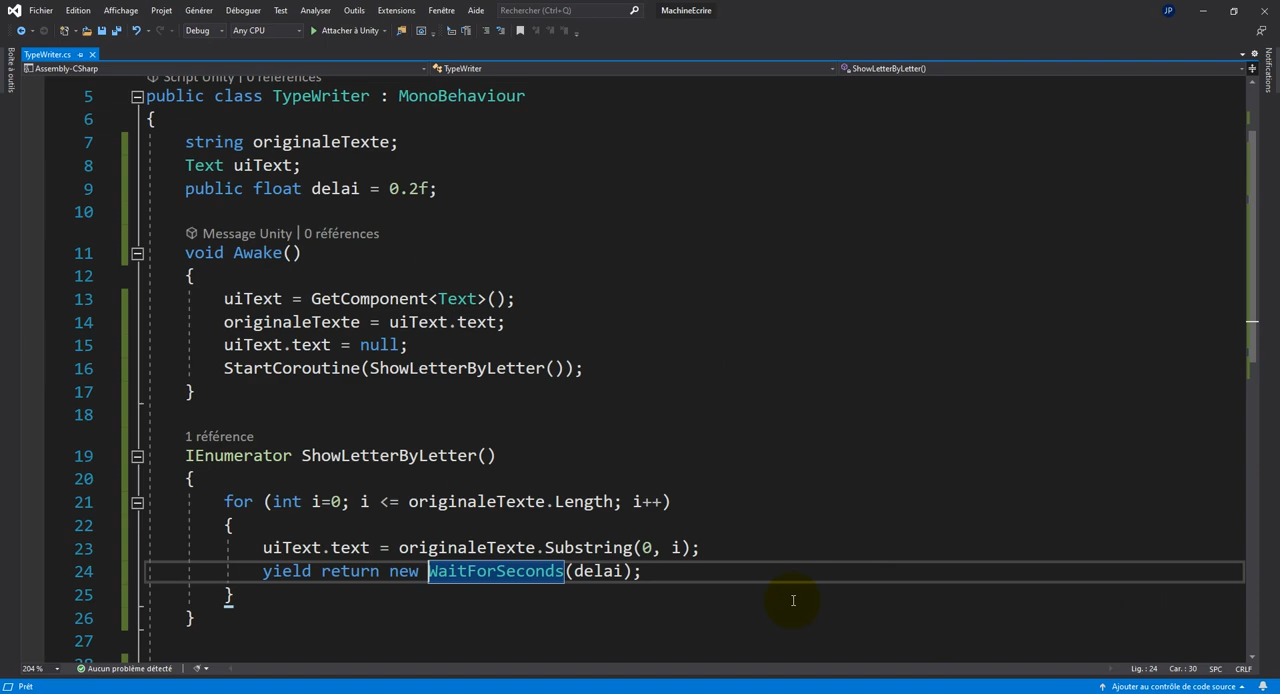 Fichier Edition Affichage Projet Générer Déboguer Test Analyser Outils Extensions Fenêtre Aide Rechercher (Ctrl+Q) MachineEcrire JP
Debug Any CPU Attacher à Unity
TypeWriter.cs
Assembly-CSharp TypeWriter ShowLetterByLetter()
Boîte à outils
Notifications
Script Unity | 0 références
5 public class TypeWriter : MonoBehaviour
6 {
7 string originaleTexte;
8 Text uiText;
9 public float delai = 0.2f;
10
Message Unity | 0 références
11 void Awake()
12 {
13 uiText = GetComponent<Text>();
14 originaleTexte = uiText.text;
15 uiText.text = null;
16 StartCoroutine(ShowLetterByLetter());
17 }
18
1 référence
19 IEnumerator ShowLetterByLetter()
20 {
21 for (int i=0; i <= originaleTexte.Length; i++)
22 {
23 uiText.text = originaleTexte.Substring(0, i);
24 yield return new WaitForSeconds(delai);
25 }
26 }
27
28
204 % Aucun problème détecté Lig. : 24 Car. : 30 SPC CRLF
Prêt Ajouter au contrôle de code source